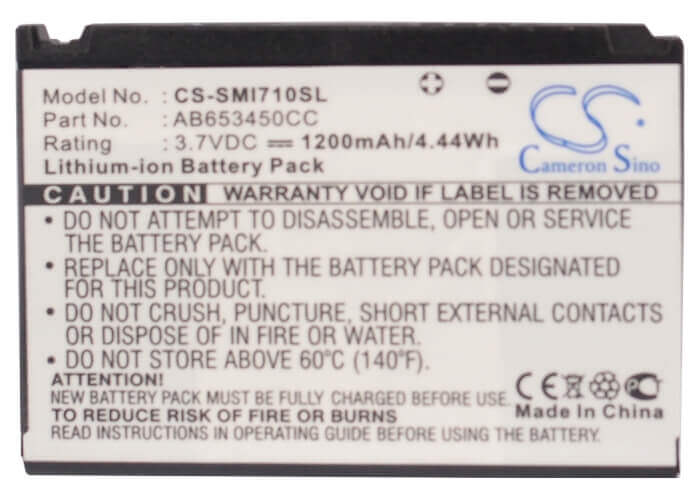 Model No. : CS-SMI710SL
Part No. : AB653450CC
Rating : 3.7VDC 1200mAh/4.44Wh
Lithium-ion Battery Pack
CS
Cameron Sino
CAUTION WARRANTY VOID IF LABEL IS REMOVED
• DO NOT ATTEMPT TO DISASSEMBLE, OPEN OR SERVICE
THE BATTERY PACK.
• REPLACE ONLY WITH THE BATTERY PACK DESIGNATED
FOR THIS PRODUCT.
• DO NOT CRUSH, PUNCTURE, SHORT EXTERNAL CONTACTS
OR DISPOSE OF IN FIRE OR WATER.
• DO NOT STORE ABOVE 60°C (140°F).
ATTENTION!
NEW BATTERY PACK MUST BE FULLY CHARGED BEFORE USING
TO REDUCE RISK OF FIRE OR BURNS
READ INSTRUCTIONS IN OPERATING GUIDE BEFORE USING.
CE
Made In China